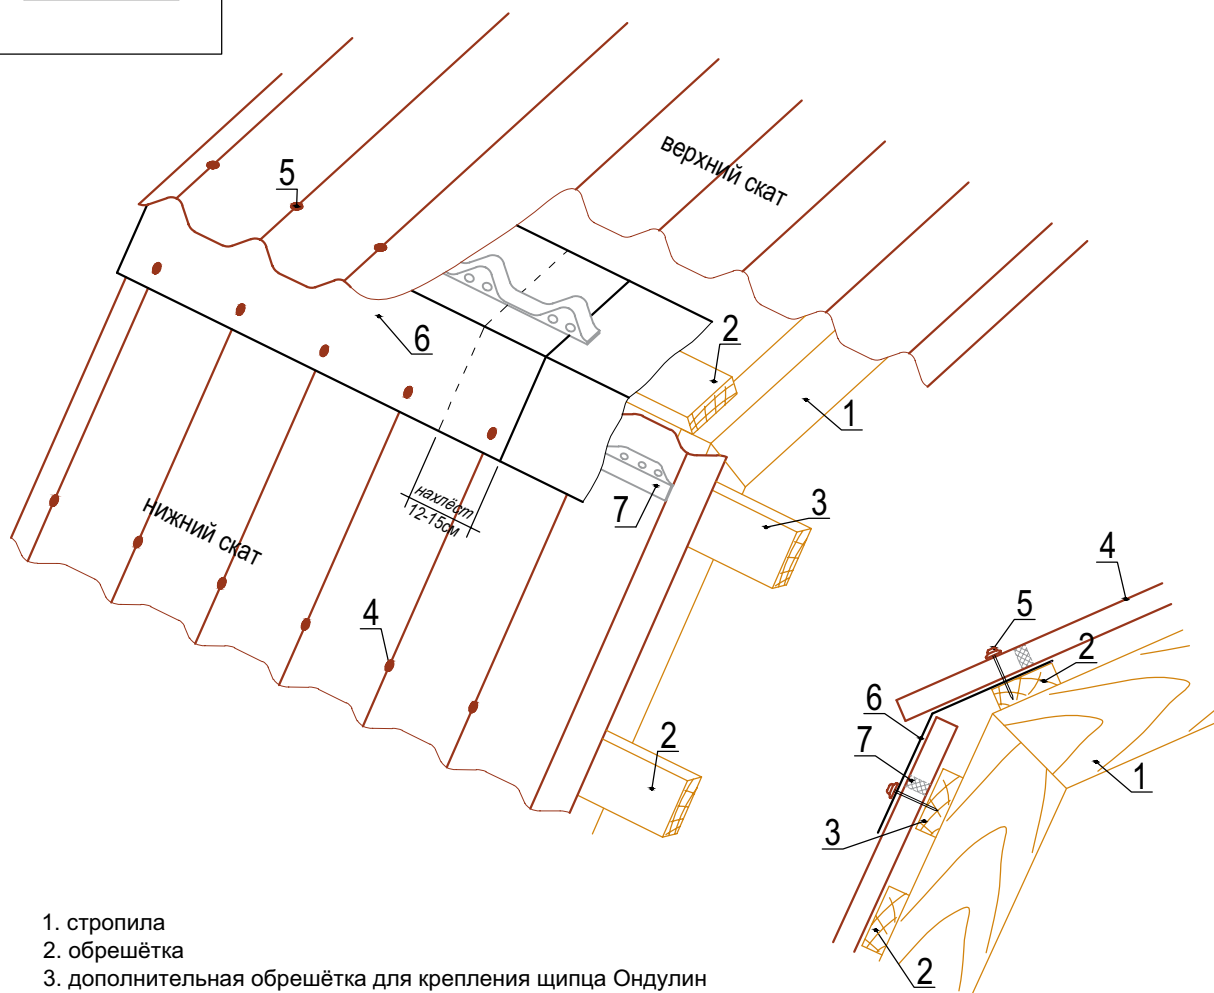 верхний скат
5
2
6
1
3
7
нахлёст
12-15см
нижний скат
4
2
4
5
2
6
7
1
3
2
1. стропила
2. обрешётка
3. дополнительная обрешётка для крепления щипца Ондулин